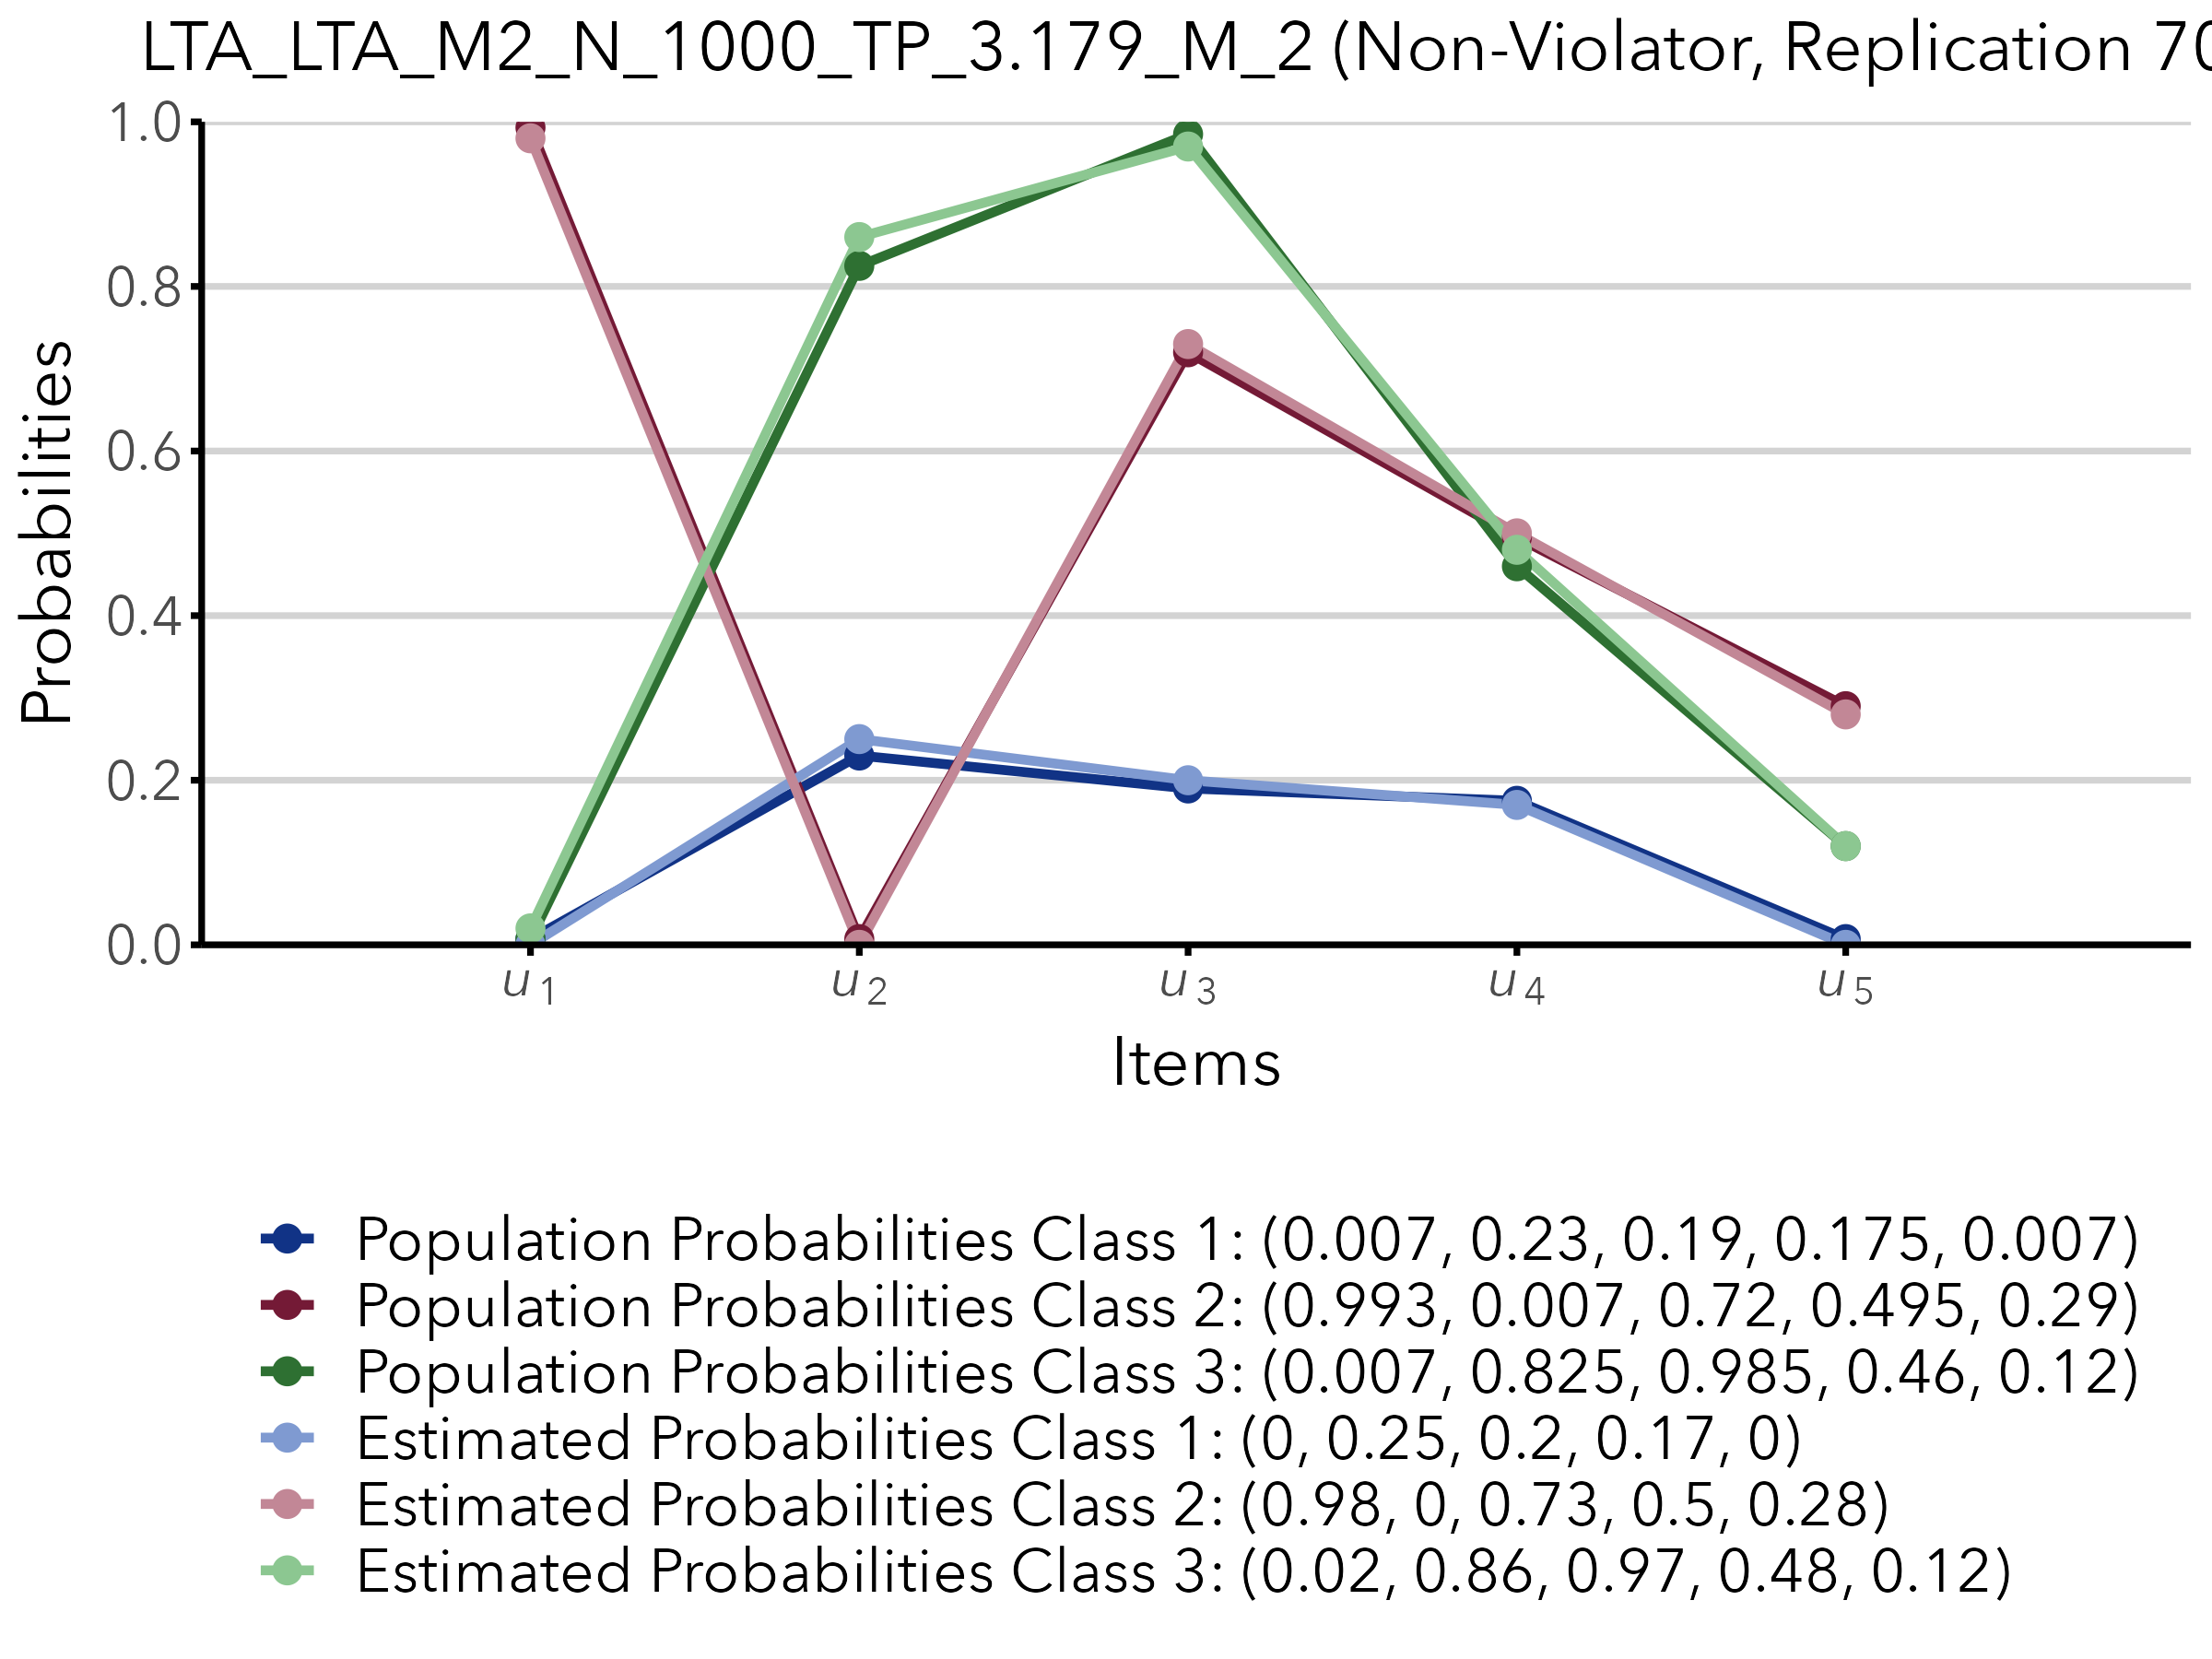 LTA_LTA_M2_N_1000_TP_3.179_M_2 (Non-Violator, Replication 70
1.0
0.8
0.6
0.4
0.2
0.0
Probabilities
u1 u2 u3 u4 u5
Items
Population Probabilities Class 1: (0.007, 0.23, 0.19, 0.175, 0.007)
Population Probabilities Class 2: (0.993, 0.007, 0.72, 0.495, 0.29)
Population Probabilities Class 3: (0.007, 0.825, 0.985, 0.46, 0.12)
Estimated Probabilities Class 1: (0, 0.25, 0.2, 0.17, 0)
Estimated Probabilities Class 2: (0.98, 0, 0.73, 0.5, 0.28)
Estimated Probabilities Class 3: (0.02, 0.86, 0.97, 0.48, 0.12)